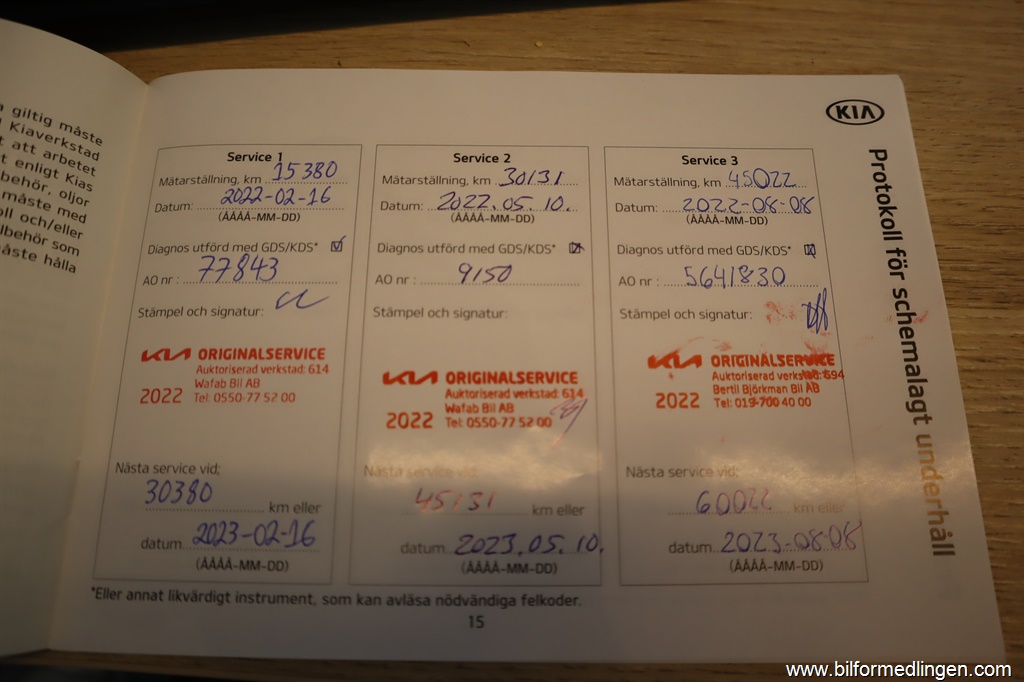 a giltig måste
Kiaverkstad
t att arbetet
t enligt Kias
behör, oljor
måste med
oll och/eller
lbehör som
åste hålla
KIA
Protokoll för schemalagt underhåll
Service 1
Mätarställning, km 15380
Datum: 2022-02-16
(ÅÅÅÅ-MM-DD)
Diagnos utförd med GDS/KDS*
AO nr : 77843
Stämpel och signatur:
KIA ORIGINALSERVICE
Auktoriserad verkstad: 614
Wafab Bil AB
2022 Tel: 0550-77 52 00
Nästa service vid;
30380 km eller
datum 2023-02-16
(ÅÅÅÅ-MM-DD)
Service 2
Mätarställning, km 30131
Datum: 2022.05.10.
(ÅÅÅÅ-MM-DD)
Diagnos utförd med GDS/KDS*
AO nr : 9150
Stämpel och signatur:
KIA ORIGINALSERVICE
Auktoriserad verkstad: 614
Wafab Bil AB
2022 Tel: 0550-77 52 00
Nästa service vid;
45131 km eller
datum 2023.05.10.
(ÅÅÅÅ-MM-DD)
Service 3
Mätarställning, km 45022
Datum: 2022-08-08
(ÅÅÅÅ-MM-DD)
Diagnos utförd med GDS/KDS*
AO nr : 5641830
Stämpel och signatur:
KIA ORIGINALSERVICE
Auktoriserad verkstad: 694
Bertil Björkman Bil AB
2022 Tel: 019-700 40 00
Nästa service vid;
60022 km eller
datum 2023-08-08
(ÅÅÅÅ-MM-DD)
*Eller annat likvärdigt instrument, som kan avläsa nödvändiga felkoder.
15
www.bilformedlingen.com